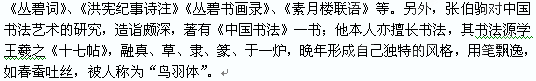 《丛碧词》、《洪宪纪事诗注》《丛碧书画录》、《素月楼联语》等。另外，张伯驹对中国
书法艺术的研究，造诣颇深，著有《中国书法》一书；他本人亦擅长书法，其书法源学
王羲之《十七帖》，融真、草、隶、篆、于一炉，晚年形成自己独特的风格，用笔飘逸，
如春蚕吐丝，被人称为“鸟羽体”。